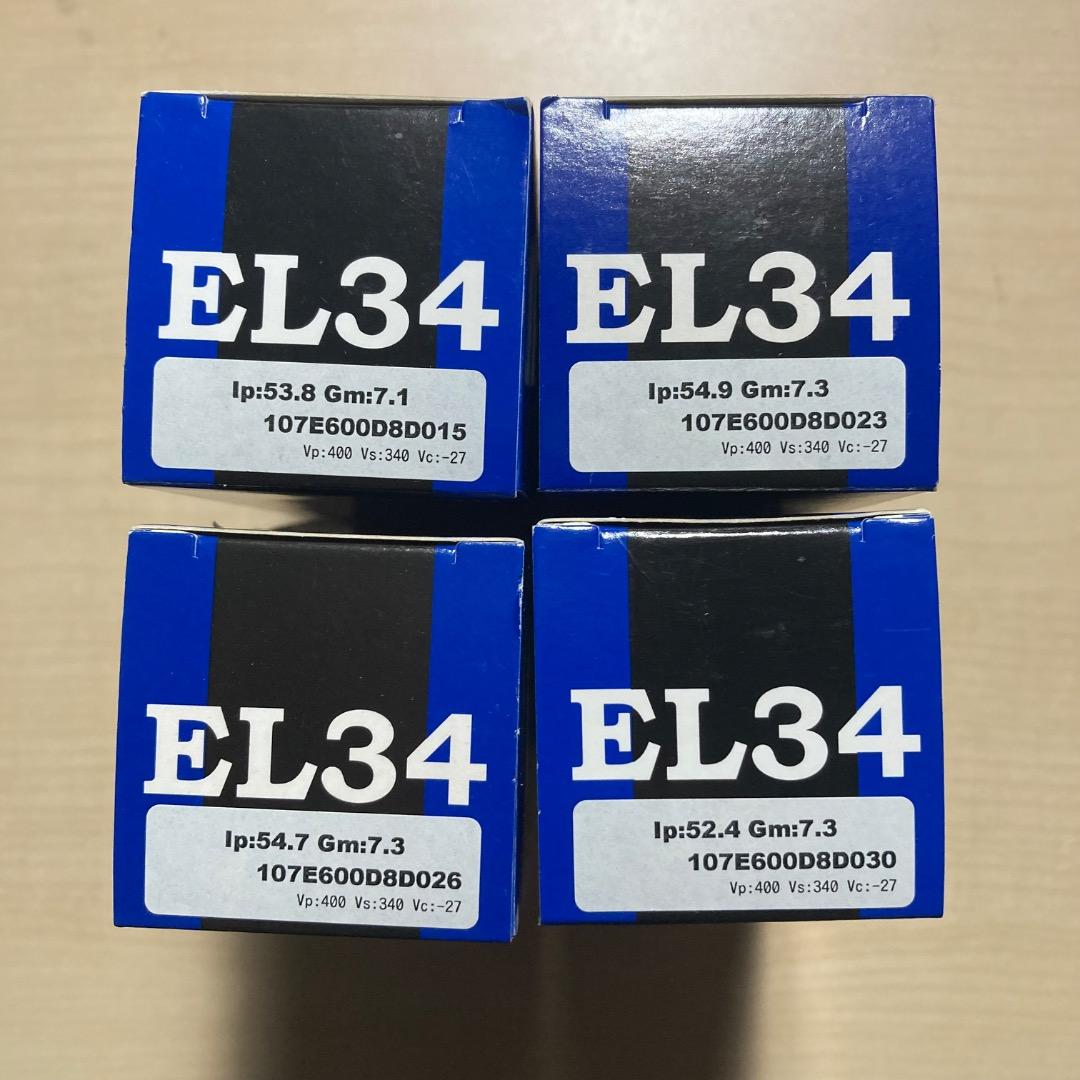 EL34
Ip:53.8 Gm:7.1
107E600D8D015
Vp:400 Vs:340 Vc:-27
EL34
Ip:54.9 Gm:7.3
107E600D8D023
Vp:400 Vs:340 Vc:-27
EL34
Ip:54.7 Gm:7.3
107E600D8D026
Vp:400 Vs:340 Vc:-27
EL34
Ip:52.4 Gm:7.3
107E600D8D030
Vp:400 Vs:340 Vc:-27